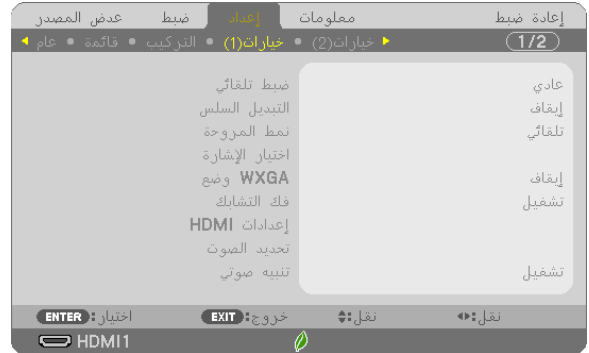 عرض المصدر ضبط إعداد معلومات إعادة ضبط
عام • قائمة • التركيب • خيارات(1) • خيارات(2) (1/2)
ضبط تلقائي عادي
التبديل السلس إيقاف
نمط المروحة تلقائي
اختيار الإشارة
وضع WXGA إيقاف
فك التشابك تشغيل
إعدادات HDMI
تحديد الصوت
تنبيه صوتي تشغيل
ENTER :اختيار EXIT :خروج نقل: نقل:
HDMI1